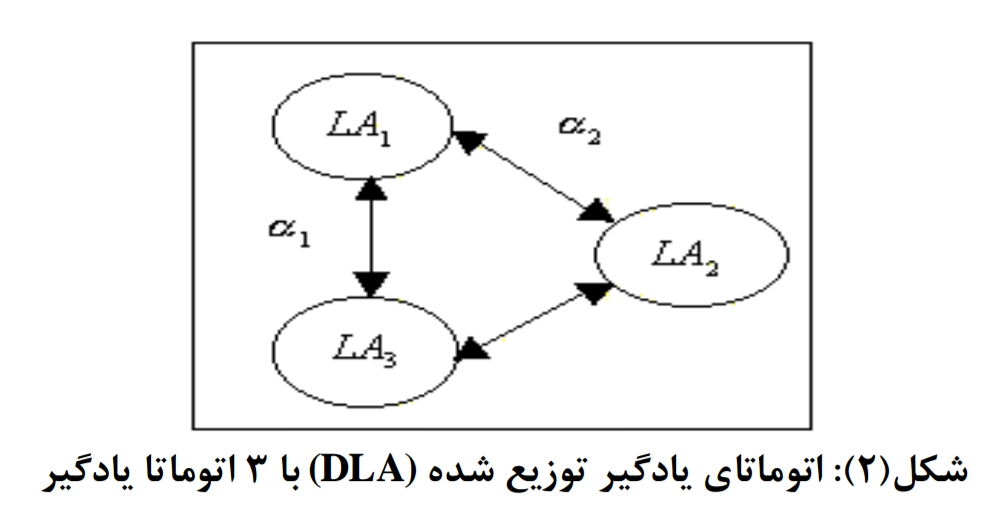 LA₁
α₂
α₁
LA₂
LA₃
شکل(۲): اتوماتای یادگیر توزیع شده (DLA) با ۳ اتوماتا یادگیر